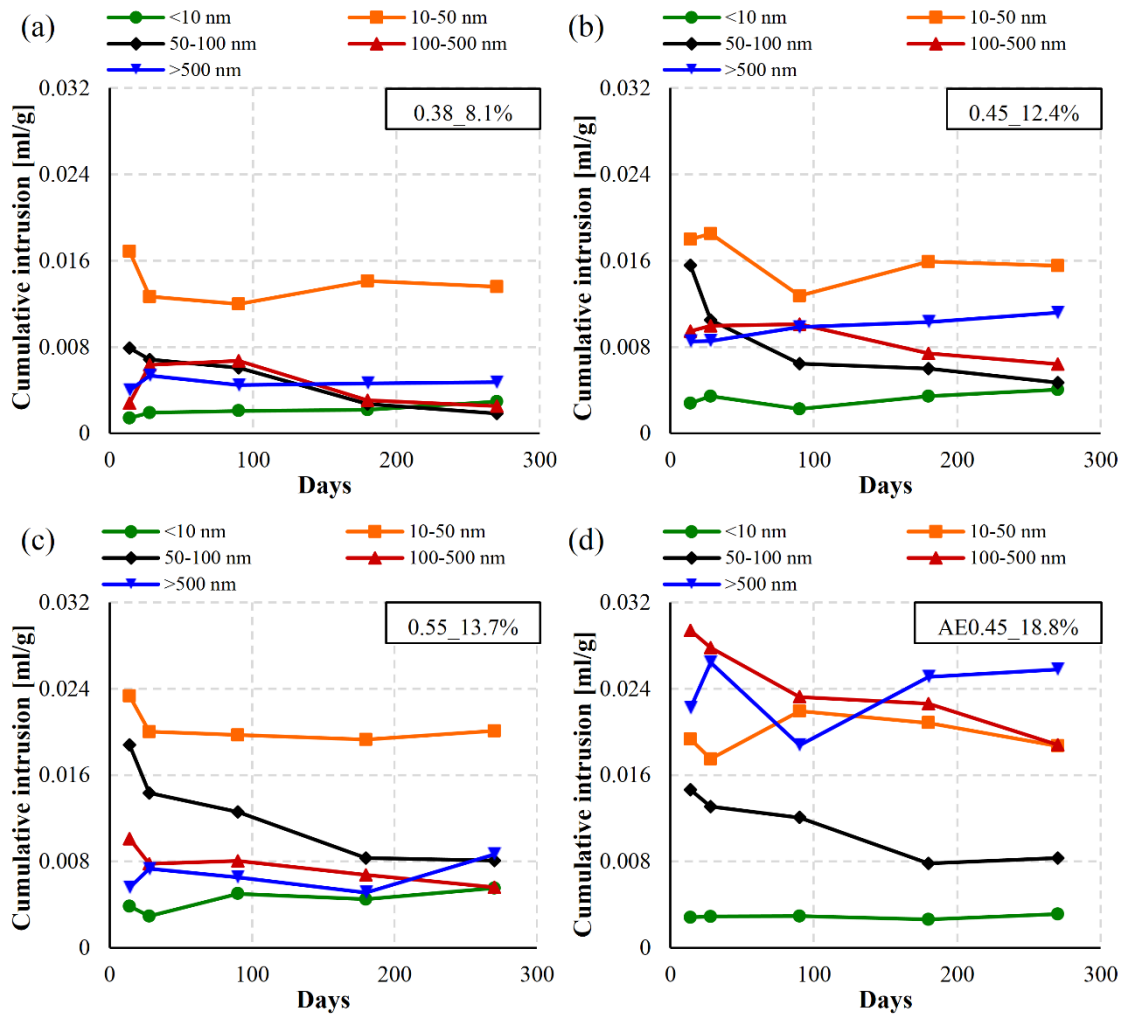 (a)
<10 nm
10-50 nm
50-100 nm
100-500 nm
>500 nm
0.032
0.38_8.1%
0.024
0.016
0.008
0
Cumulative intrusion [ml/g]
0 100 200 300
Days
(b)
<10 nm
10-50 nm
50-100 nm
100-500 nm
>500 nm
0.032
0.45_12.4%
0.024
0.016
0.008
0
Cumulative intrusion [ml/g]
0 100 200 300
Days
(c)
<10 nm
10-50 nm
50-100 nm
100-500 nm
>500 nm
0.032
0.55_13.7%
0.024
0.016
0.008
0
Cumulative intrusion [ml/g]
0 100 200 300
Days
(d)
<10 nm
10-50 nm
50-100 nm
100-500 nm
>500 nm
0.032
AE0.45_18.8%
0.024
0.016
0.008
0
Cumulative intrusion [ml/g]
0 100 200 300
Days